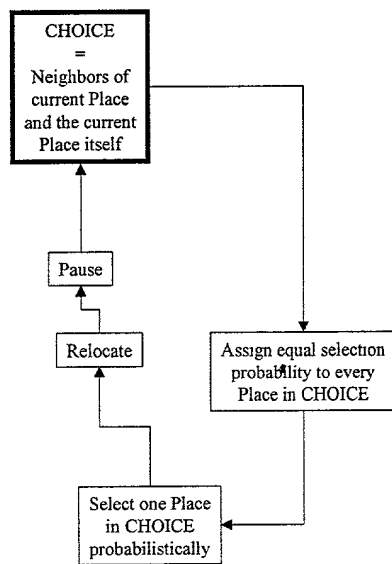 CHOICE
=
Neighbors of
current Place
and the current
Place itself
Pause
Relocate
Assign equal selection
probability to every
Place in CHOICE
Select one Place
in CHOICE
probabilistically